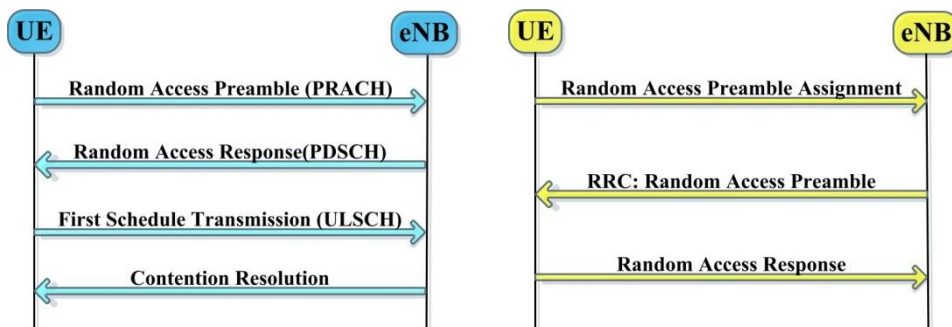 UE
eNB
Random Access Preamble (PRACH)
Random Access Response(PDSCH)
First Schedule Transmission (ULSCH)
Contention Resolution
UE
eNB
Random Access Preamble Assignment
RRC: Random Access Preamble
Random Access Response